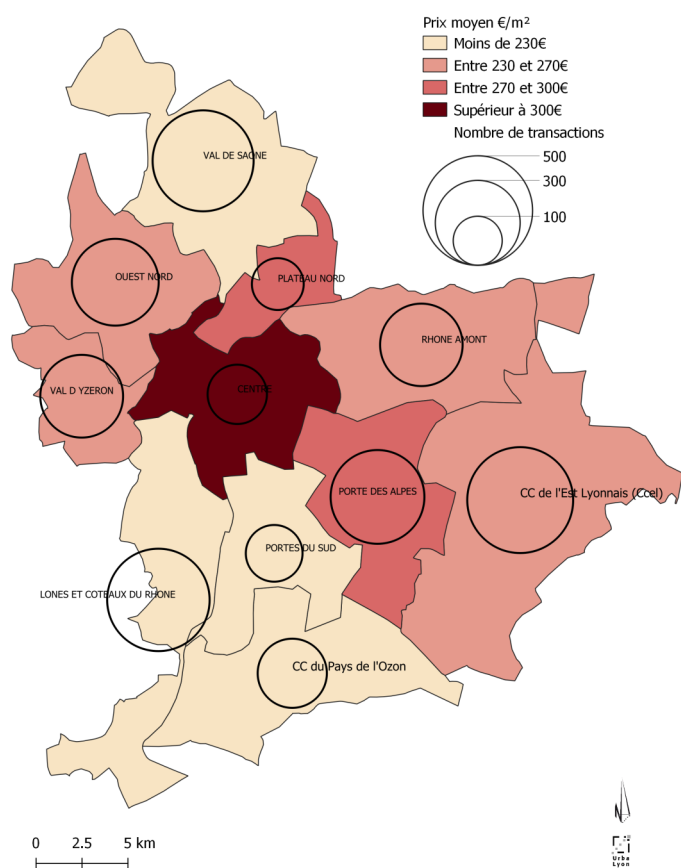 Prix moyen €/m²
Moins de 230€
Entre 230 et 270€
Entre 270 et 300€
Supérieur à 300€
Nombre de transactions
500
300
100
VAL DE SAONE
OUEST NORD
PLATEAU NORD
RHONE AMONT
VAL D YZERON
CENTRE
PORTE DES ALPES
CC de l'Est Lyonnais (Ccel)
PORTES DU SUD
LONES ET COTEAUX DU RHONE
CC du Pays de l'Ozon
N
0 2.5 5 km
Urba
Lyon